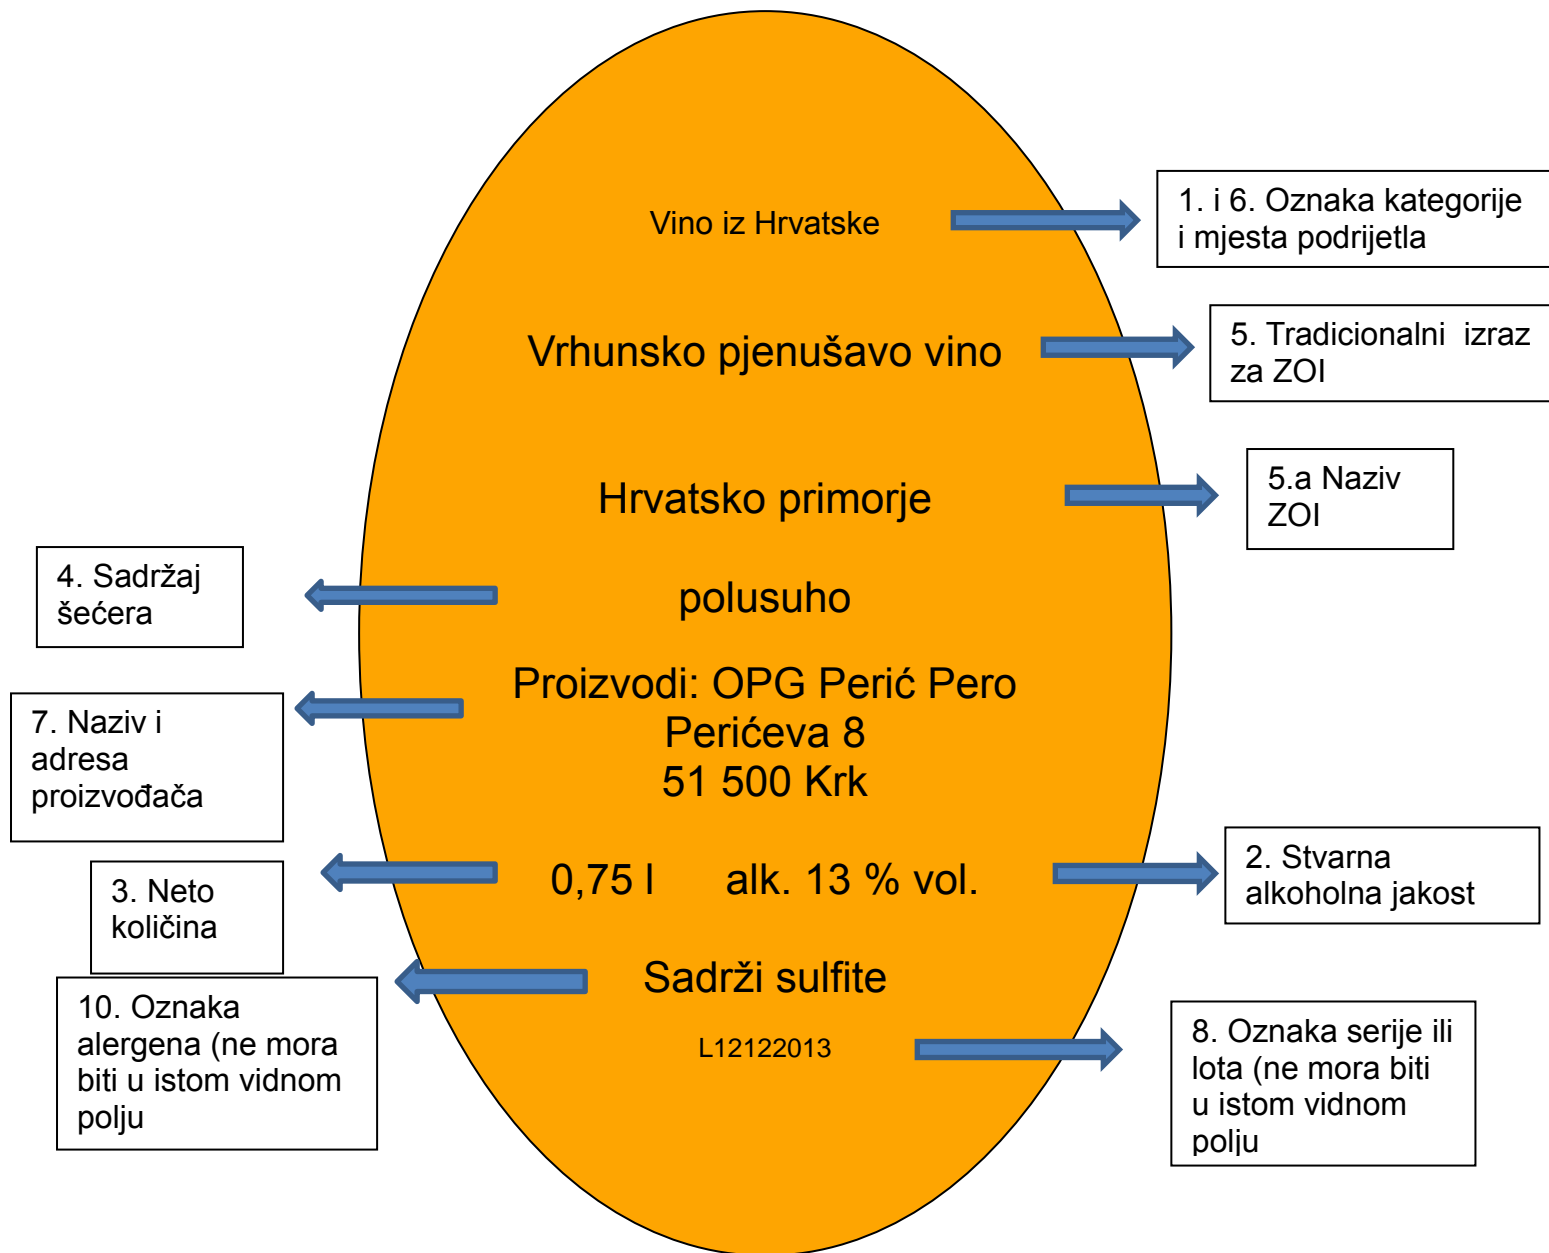 Vino iz Hrvatske
1. i 6. Oznaka kategorije
i mjesta podrijetla
Vrhunsko pjenušavo vino
5. Tradicionalni izraz
za ZOI
Hrvatsko primorje
5.a Naziv
ZOI
4. Sadržaj
šećera
polusuho
7. Naziv i
adresa
proizvođača
Proizvodi: OPG Perić Pero
Perićeva 8
51 500 Krk
3. Neto
količina
0,75 l alk. 13 % vol.
2. Stvarna
alkoholna jakost
10. Oznaka
alergena (ne mora
biti u istom vidnom
polju
Sadrži sulfite
L12122013
8. Oznaka serije ili
lota (ne mora biti
u istom vidnom
polju